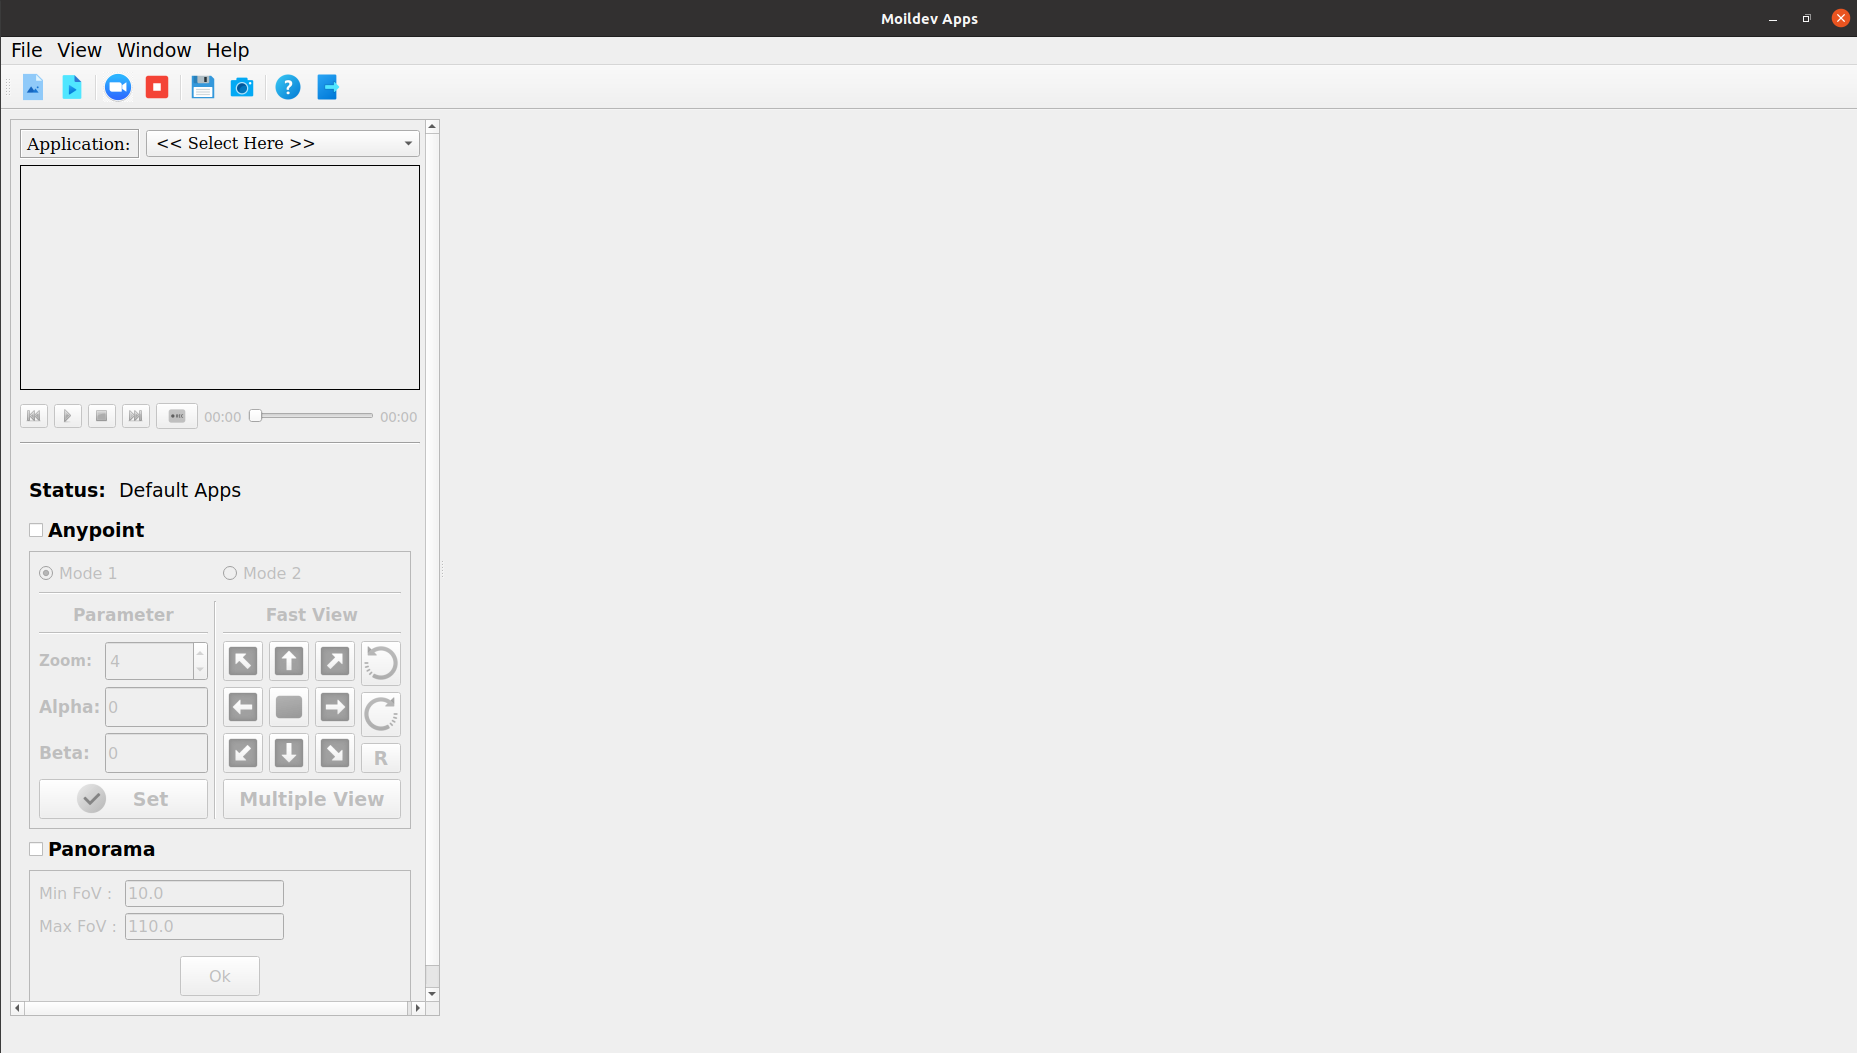 Moildev Apps
File View Window Help
Application: << Select Here >>
00:00 00:00
Status: Default Apps
Anypoint
Mode 1 Mode 2
Parameter Fast View
Zoom: 4
Alpha: 0
Beta: 0
R
Set Multiple View
Panorama
Min FoV : 10.0
Max FoV : 110.0
Ok